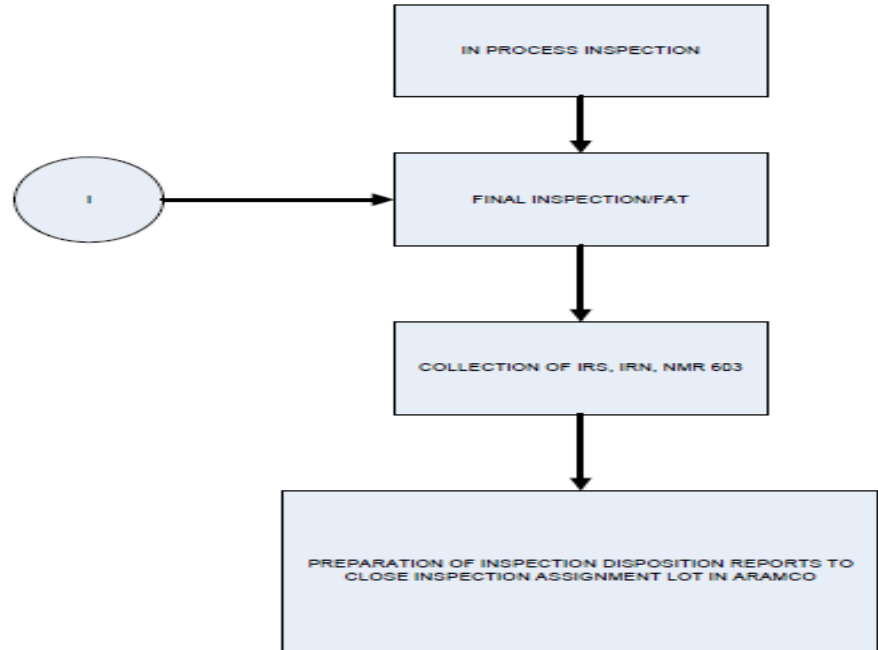 IN PROCESS INSPECTION
I
FINAL INSPECTION/FAT
COLLECTION OF IRS, IRN, NMR 603
PREPARATION OF INSPECTION DISPOSITION REPORTS TO
CLOSE INSPECTION ASSIGNMENT LOT IN ARAMCO